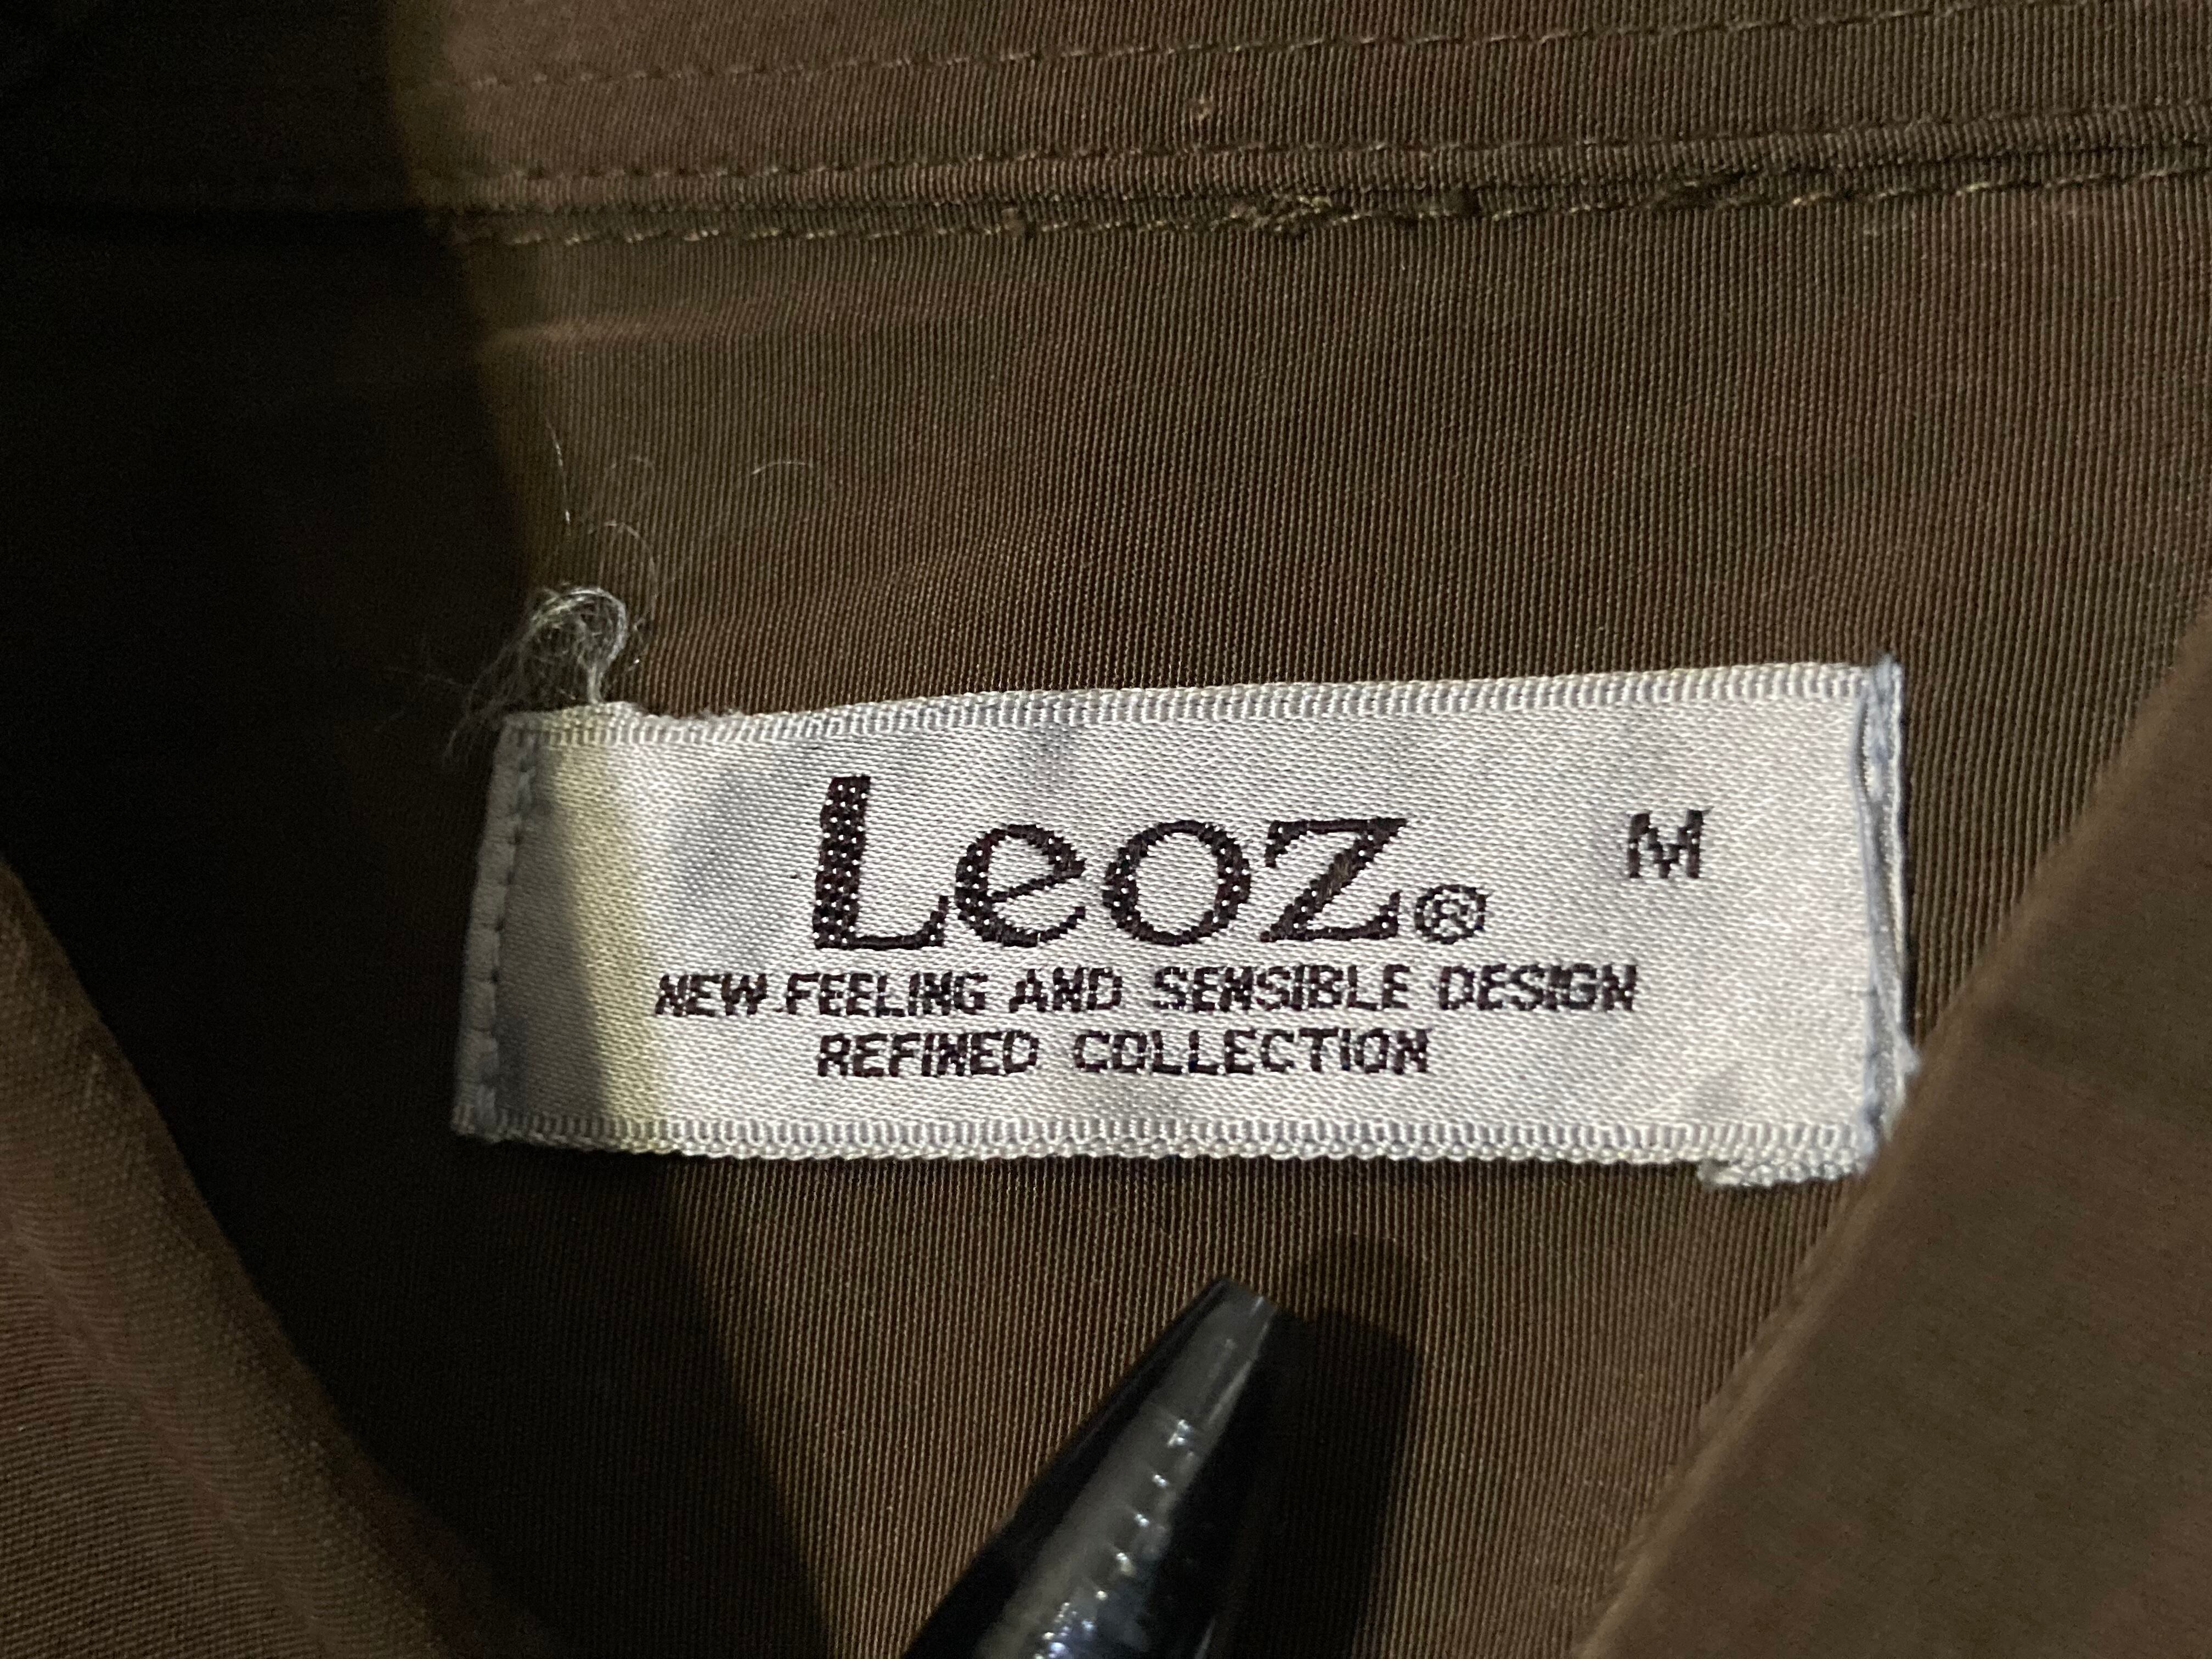 Leoz® M
NEW FEELING AND SENSIBLE DESIGN
REFINED COLLECTION